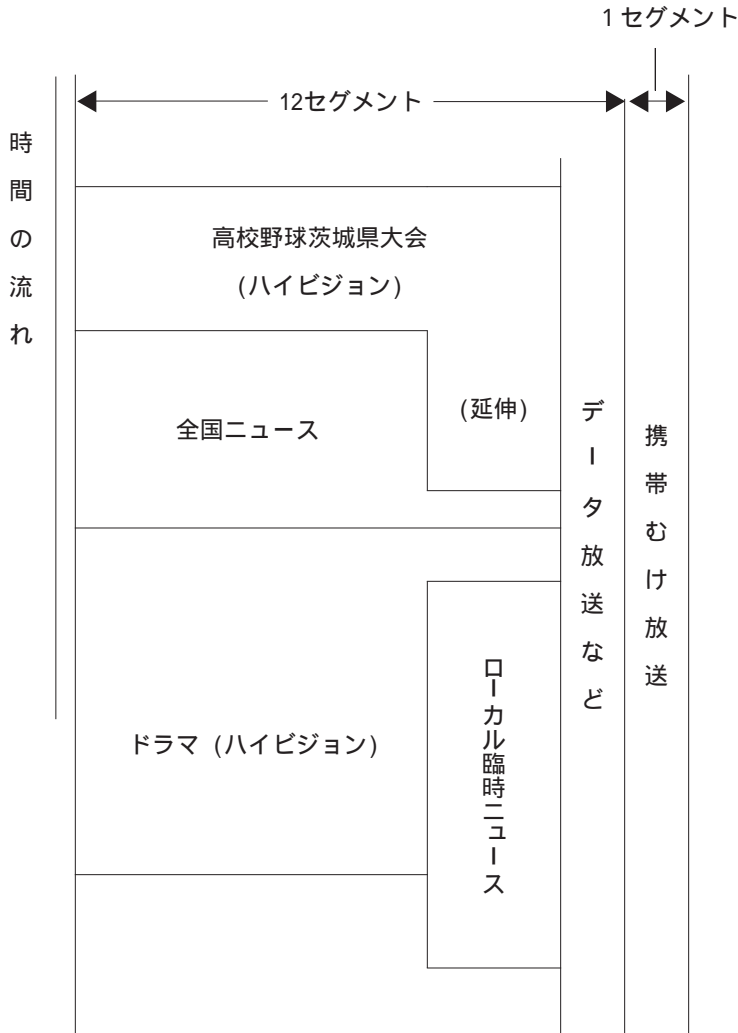 1セグメント
12セグメント
時間の流れ
高校野球茨城県大会
(ハイビジョン)
全国ニュース
(延伸)
データ放送など
携帯むけ放送
ドラマ (ハイビジョン)
ローカル臨時ニュース